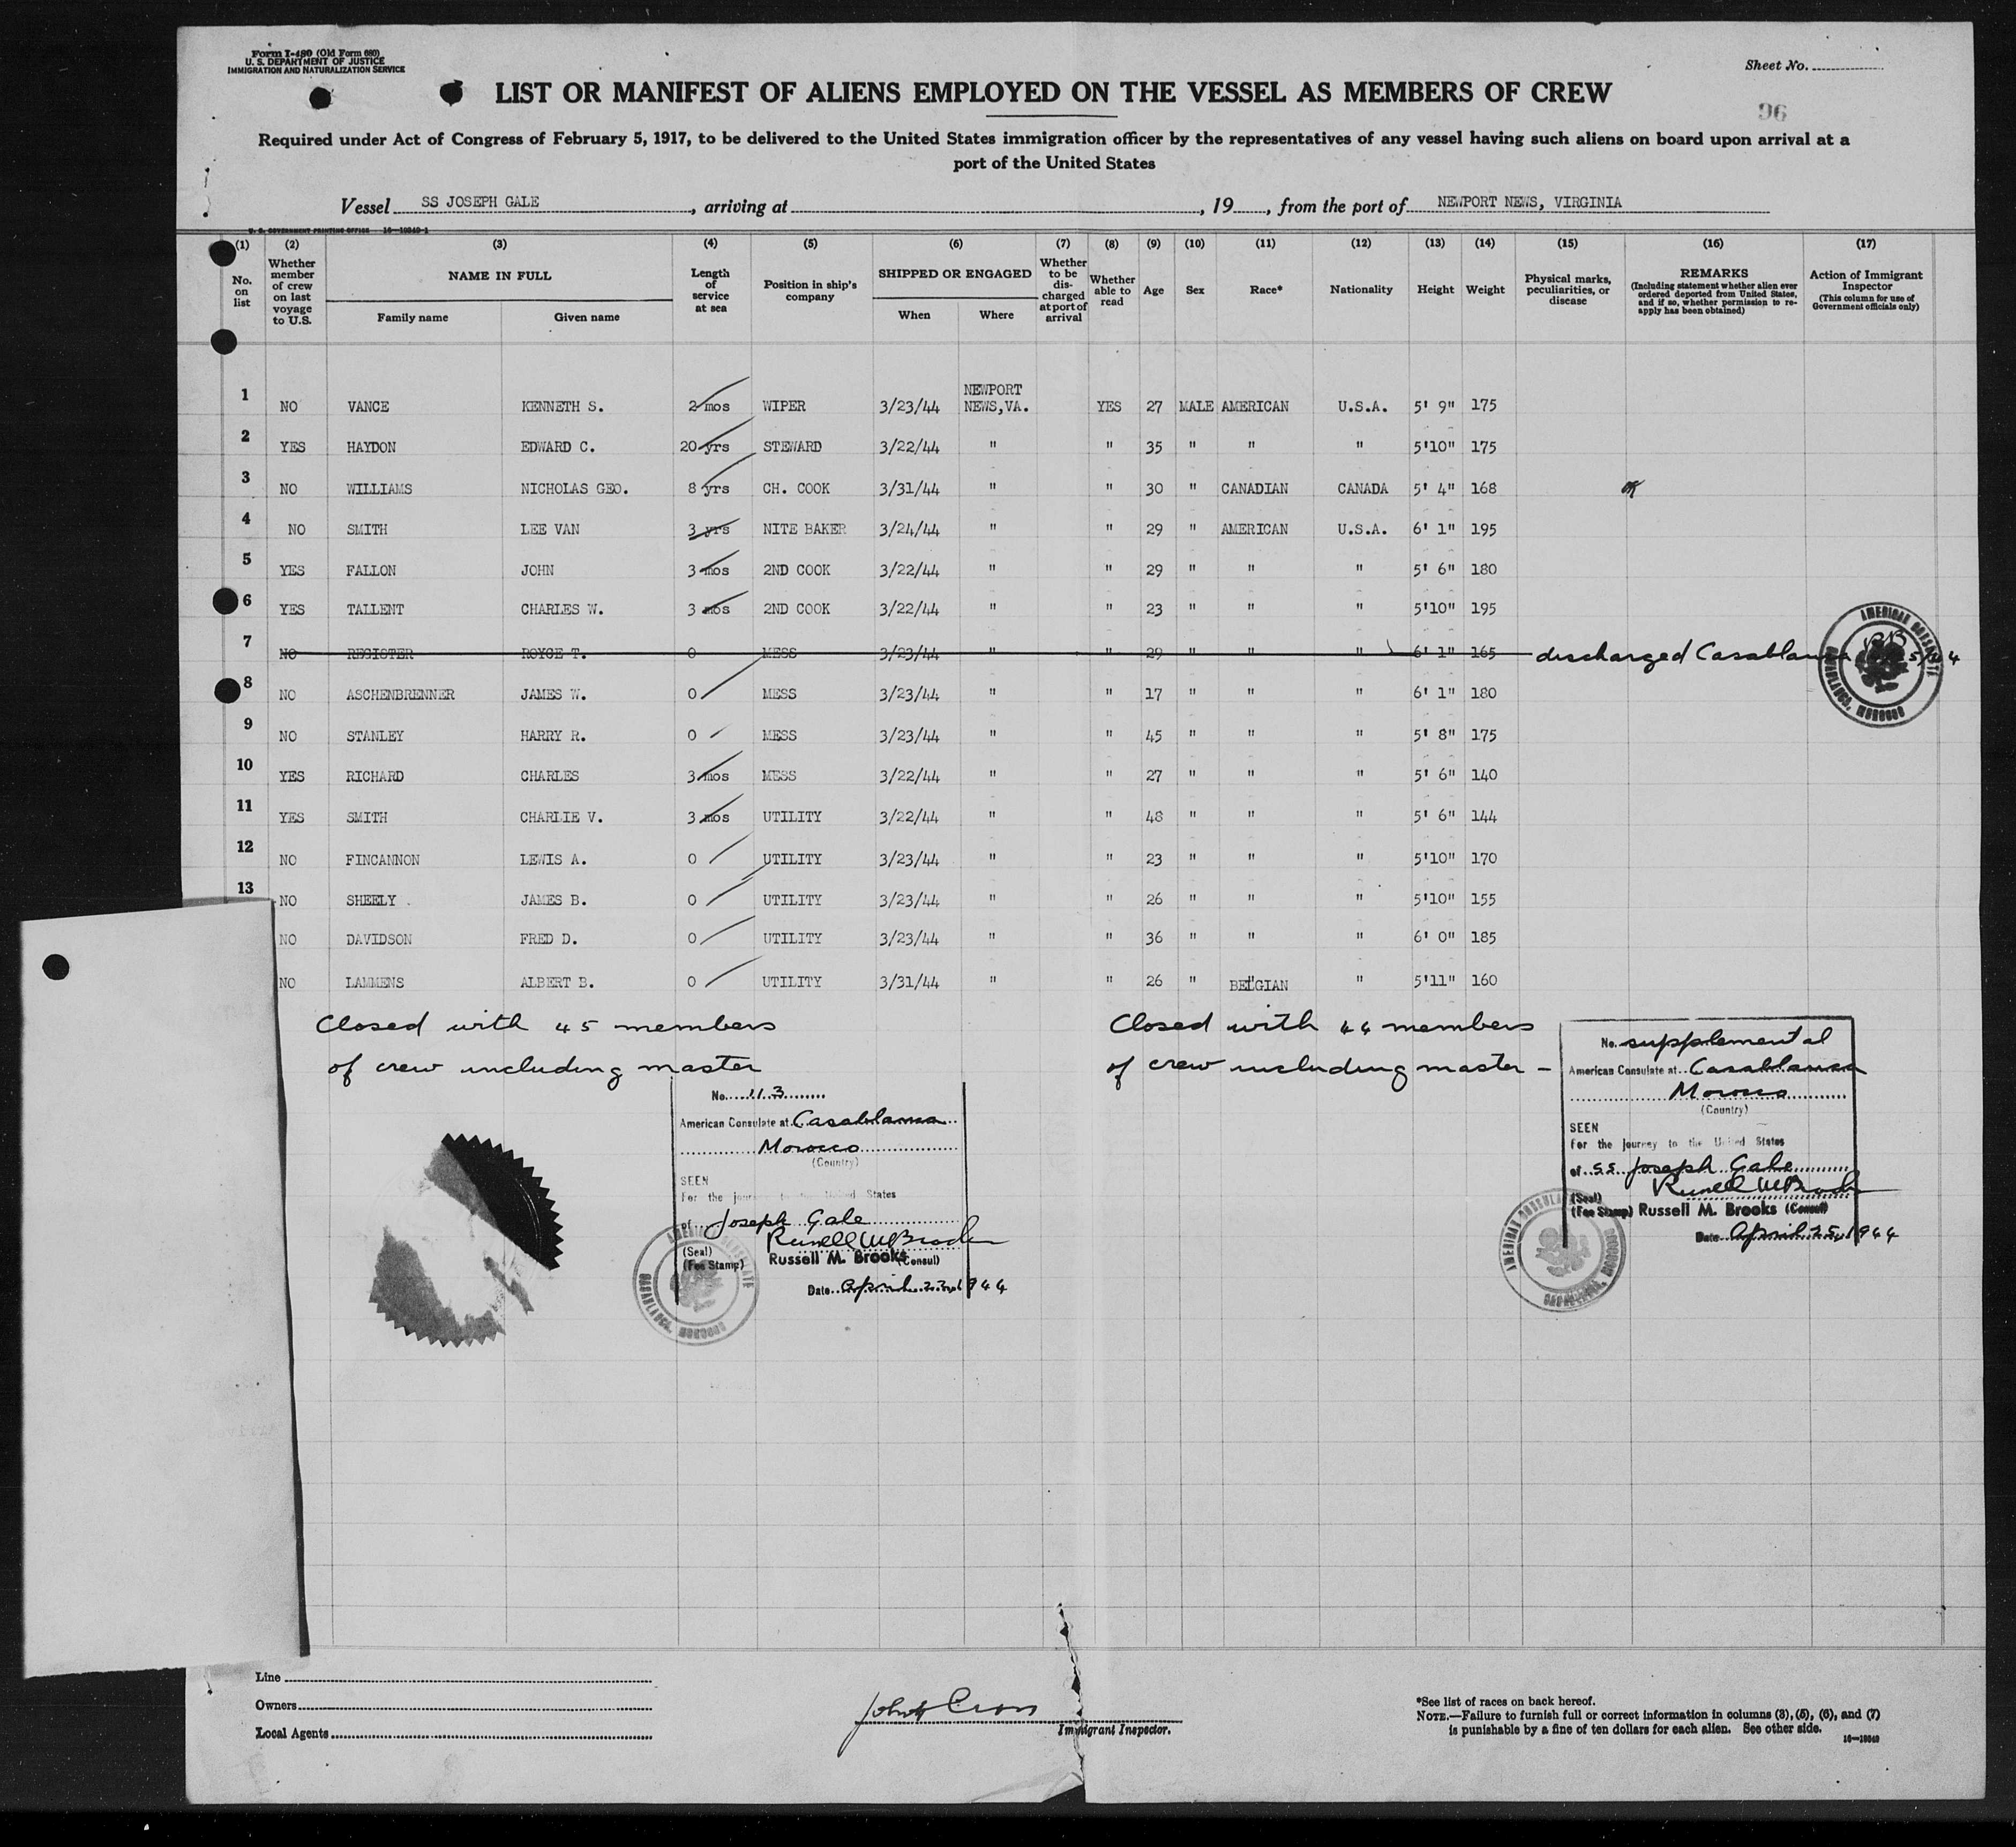 Form I-480 (Old Form 680)
U. S. DEPARTMENT OF JUSTICE
IMMIGRATION AND NATURALIZATION SERVICE
Sheet No.
LIST OR MANIFEST OF ALIENS EMPLOYED ON THE VESSEL AS MEMBERS OF CREW
96
Required under Act of Congress of February 5, 1917, to be delivered to the United States immigration officer by the representatives of any vessel having such aliens on board upon arrival at a
port of the United States
Vessel SS JOSEPH GALE, arriving at , 19 , from the port of NEWPORT NEWS, VIRGINIA
U. S. GOVERNMENT PRINTING OFFICE 16-19349-1
(1) (2) (3) (4) (5) (6) (7) (8) (9) (10) (11) (12) (13) (14) (15) (16) (17)
No. on list
Whether member of crew on last voyage to U.S.
NAME IN FULL
Family name
Given name
Length of service at sea
Position in ship's company
SHIPPED OR ENGAGED
When
Where
Whether to be discharged at port of arrival
Whether able to read
Age
Sex
Race*
Nationality
Height
Weight
Physical marks, peculiarities, or disease
REMARKS
(Including statement whether alien ever ordered deported from United States, and if so, whether permission to re-apply has been obtained)
Action of Immigrant Inspector
(This column for use of Government officials only)
1 NO VANCE KENNETH S. 2 mos WIPER 3/23/44 NEWPORT NEWS,VA. YES 27 MALE AMERICAN U.S.A. 5' 9" 175
2 YES HAYDON EDWARD C. 20 yrs STEWARD 3/22/44 " " 35 " " " 5'10" 175
3 NO WILLIAMS NICHOLAS GEO. 8 yrs CH. COOK 3/31/44 " " 30 " CANADIAN CANADA 5' 4" 168
4 NO SMITH LEE VAN 3 yrs NITE BAKER 3/24/44 " " 29 " AMERICAN U.S.A. 6' 1" 195
5 YES FALLON JOHN 3 mos 2ND COOK 3/22/44 " " 29 " " " 5' 6" 180
6 YES TALLENT CHARLES W. 3 mos 2ND COOK 3/22/44 " " 23 " " " 5'10" 195
7 NO REGISTER ROYCE T. 0 MESS 3/23/44 " " 29 " " " 6' 1" 165 discharged Casablanca
AMERICAN CONSULATE CASABLANCA, MOROCCO
8 NO ASCHENBRENNER JAMES W. 0 MESS 3/23/44 " " 17 " " " 6' 1" 180
9 NO STANLEY HARRY R. 0 MESS 3/23/44 " " 45 " " " 5' 8" 175
10 YES RICHARD CHARLES 3 mos MESS 3/22/44 " " 27 " " " 5' 6" 140
11 YES SMITH CHARLIE V. 3 mos UTILITY 3/22/44 " " 48 " " " 5' 6" 144
12 NO FINCANNON LEWIS A. 0 UTILITY 3/23/44 " " 23 " " " 5'10" 170
13 NO SHEELY JAMES B. 0 UTILITY 3/23/44 " " 26 " " " 5'10" 155
NO DAVIDSON FRED D. 0 UTILITY 3/23/44 " " 36 " " " 6' 0" 185
NO LAMMENS ALBERT B. 0 UTILITY 3/31/44 " " 26 " BELGIAN " 5'11" 160
Closed with 45 members
of crew including master
No. 113
American Consulate at Casablanca
Morocco
(Country)
SEEN
For the journey to the United States
of Joseph Gale
Russell M Brooks
(Seal)
(Fee Stamp) Russell M. Brooks (Consul)
Date April 23, 1944
AMERICAN CONSULATE CASABLANCA, MOROCCO
Closed with 44 members
of crew including master -
No. supplemental
American Consulate at Casablanca
Morocco
(Country)
SEEN
For the journey to the United States
of SS Joseph Gale
Russell M Brooks
(Seal)
(Fee Stamp) Russell M. Brooks (Consul)
Date April 25, 1944
AMERICAN CONSULATE CASABLANCA, MOROCCO
Line
Owners
Local Agents
Immigrant Inspector.
*See list of races on back hereof.
NOTE.—Failure to furnish full or correct information in columns (3), (5), (6), and (7)
is punishable by a fine of ten dollars for each alien. See other side.
16—19349